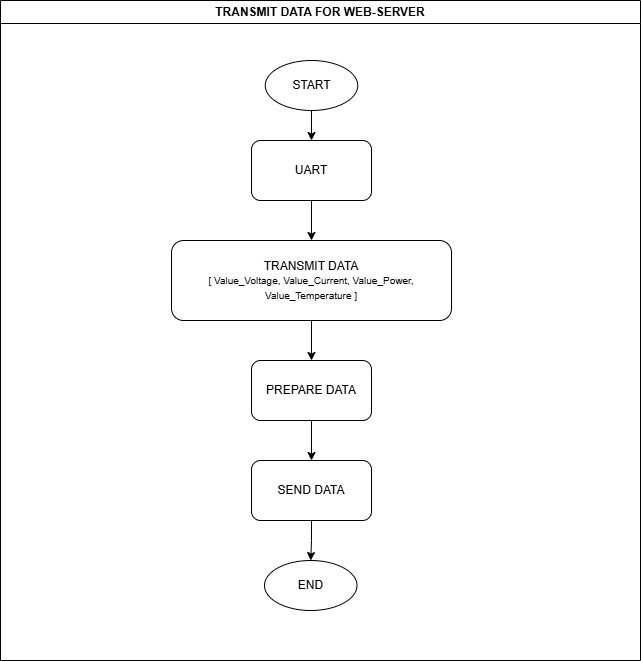 TRANSMIT DATA FOR WEB-SERVER
START
UART
TRANSMIT DATA
[ Value_Voltage, Value_Current, Value_Power,
Value_Temperature ]
PREPARE DATA
SEND DATA
END